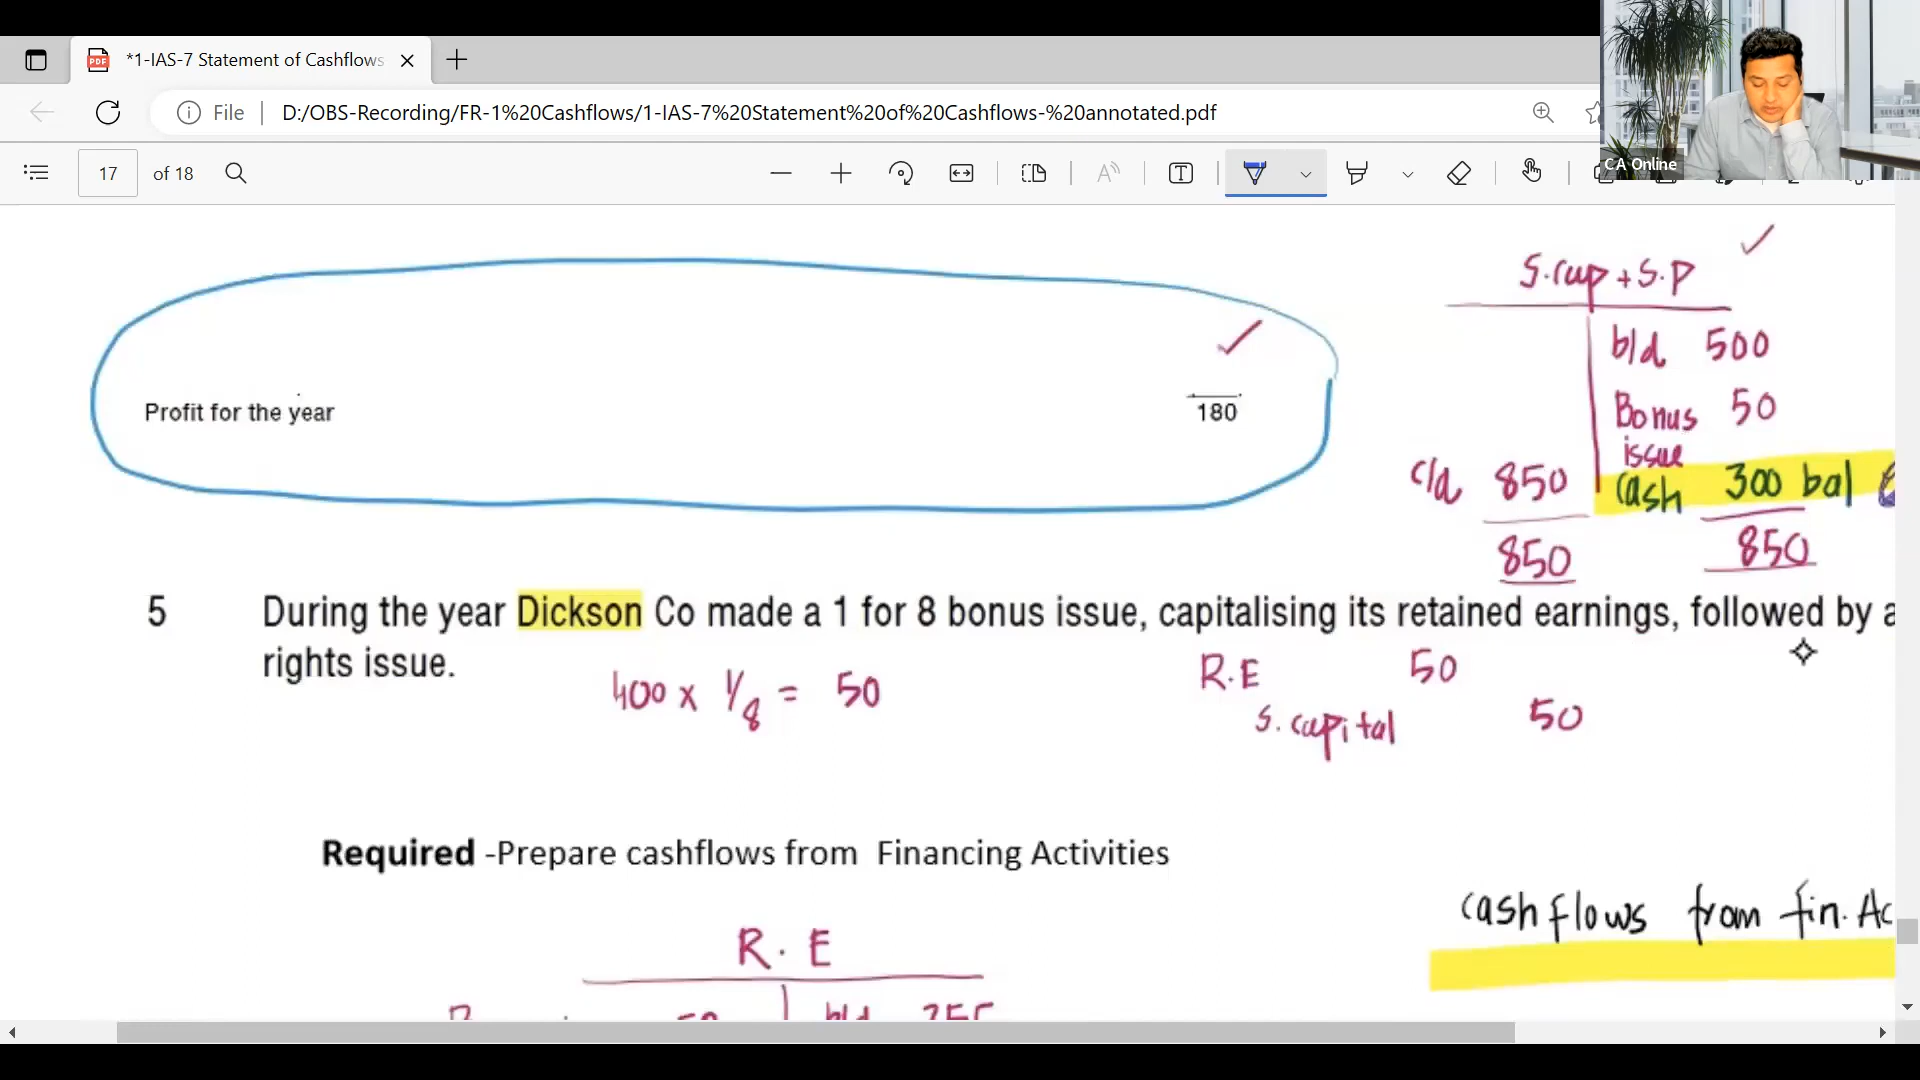 *1-IAS-7 Statement of Cashflows
File
D:/OBS-Recording/FR-1%20Cashflows/1-IAS-7%20Statement%20of%20Cashflows-%20annotated.pdf
17 of 18
CA Online
S.Cap + S.P
b/d 500
Profit for the year 180
Bonus 50
issue
c/d 850 Cash 300 bal
850 850
5 During the year Dickson Co made a 1 for 8 bonus issue, capitalising its retained earnings, followed by a
rights issue.
400 x 1/8 = 50
R.E 50
S. capital 50
Required -Prepare cashflows from Financing Activities
cashflows from fin. Ac
R. E
b/d 255